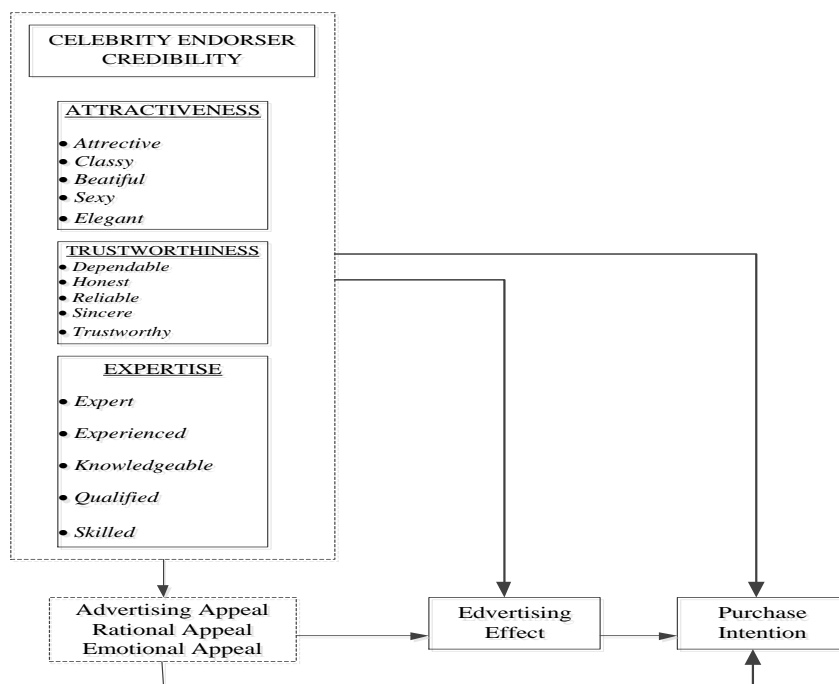 CELEBRITY ENDORSER
CREDIBILITY
ATTRACTIVENESS
• Attrective
• Classy
• Beatiful
• Sexy
• Elegant
TRUSTWORTHINESS
• Dependable
• Honest
• Reliable
• Sincere
• Trustworthy
EXPERTISE
• Expert
• Experienced
• Knowledgeable
• Qualified
• Skilled
Advertising Appeal
Rational Appeal
Emotional Appeal
Edvertising
Effect
Purchase
Intention